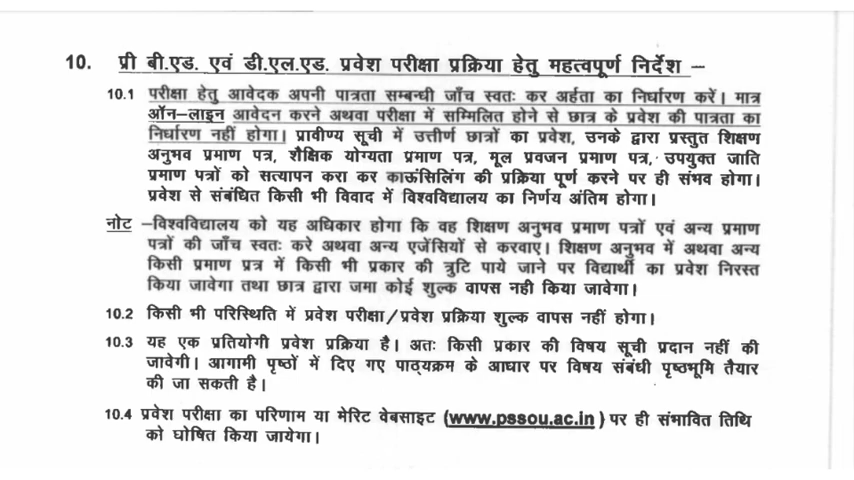 10. प्री बी.एड. एवं डी.एल.एड. प्रवेश परीक्षा प्रक्रिया हेतु महत्वपूर्ण निर्देश –
10.1 परीक्षा हेतु आवेदक अपनी पात्रता सम्बन्धी जाँच स्वतः कर अर्हता का निर्धारण करें। मात्र
ऑन–लाइन आवेदन करने अथवा परीक्षा में सम्मिलित होने से छात्र के प्रवेश की पात्रता का
निर्धारण नहीं होगा। प्रावीण्य सूची में उत्तीर्ण छात्रों का प्रवेश, उनके द्वारा प्रस्तुत शिक्षण
अनुभव प्रमाण पत्र, शैक्षिक योग्यता प्रमाण पत्र, मूल प्रवजन प्रमाण पत्र, उपयुक्त जाति
प्रमाण पत्रों को सत्यापन करा कर काऊंसिलिंग की प्रक्रिया पूर्ण करने पर ही संभव होगा।
प्रवेश से संबंधित किसी भी विवाद में विश्वविद्यालय का निर्णय अंतिम होगा।
नोट –विश्वविद्यालय को यह अधिकार होगा कि वह शिक्षण अनुभव प्रमाण पत्रों एवं अन्य प्रमाण
पत्रों की जाँच स्वतः करे अथवा अन्य एजेंसियों से करवाए। शिक्षण अनुभव में अथवा अन्य
किसी प्रमाण प्रत्र में किसी भी प्रकार की त्रुटि पाये जाने पर विद्यार्थी का प्रवेश निरस्त
किया जावेगा तथा छात्र द्वारा जमा कोई शुल्क वापस नही किया जावेगा।
10.2 किसी भी परिस्थिति में प्रवेश परीक्षा/प्रवेश प्रक्रिया शुल्क वापस नहीं होगा।
10.3 यह एक प्रतियोगी प्रवेश प्रक्रिया है। अतः किसी प्रकार की विषय सूची प्रदान नहीं की
जावेगी। आगामी पृष्ठों में दिए गए पाठ्यक्रम के आधार पर विषय संबंधी पृष्ठभूमि तैयार
की जा सकती है।
10.4 प्रवेश परीक्षा का परिणाम या मेरिट वेबसाइट (www.pssou.ac.in ) पर ही संभावित तिथि
को घोषित किया जायेगा।